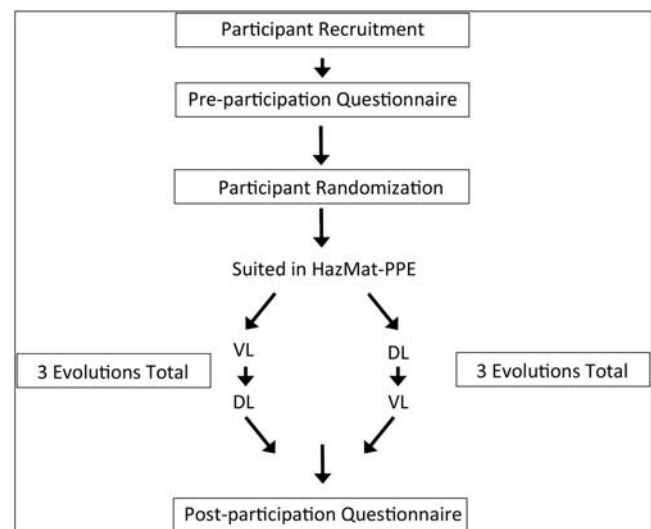 Participant Recruitment
Pre-participation Questionnaire
Participant Randomization
Suited in HazMat-PPE
VL
DL
3 Evolutions Total
3 Evolutions Total
DL
VL
Post-participation Questionnaire